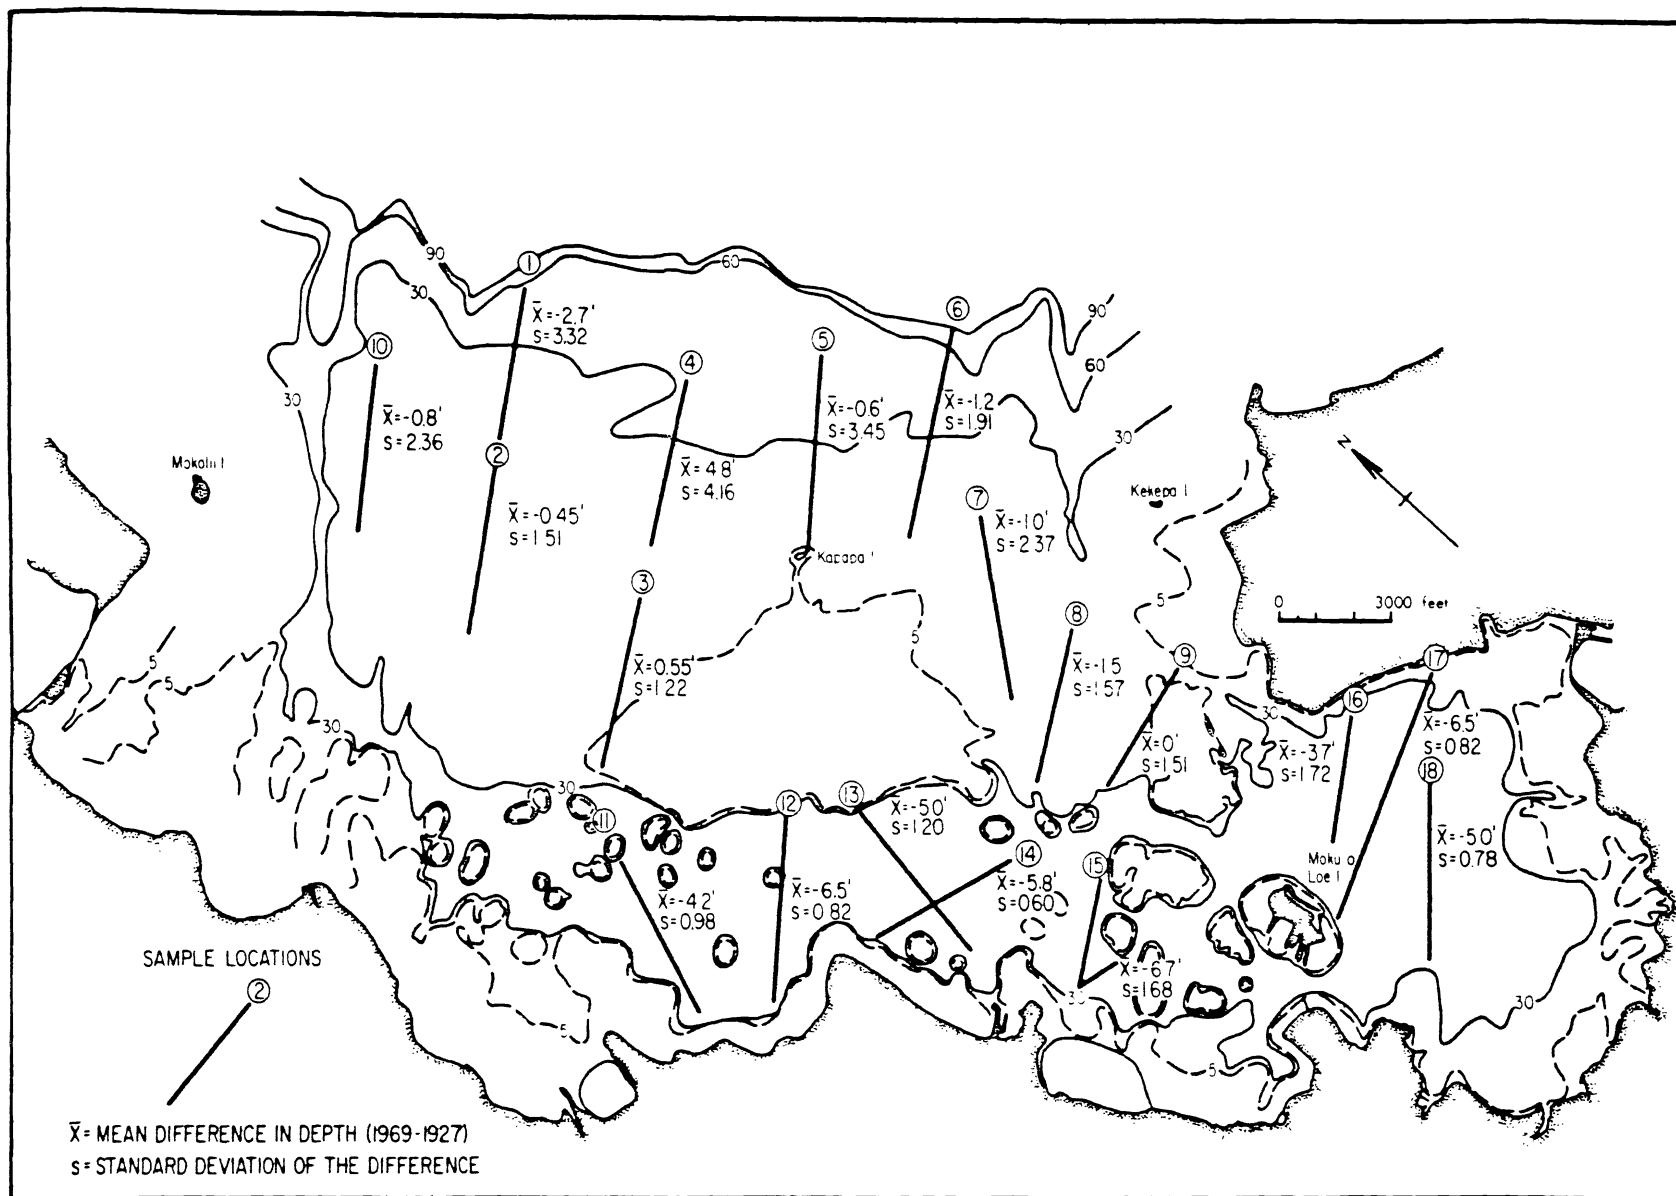 90
①
60
30
⑥
90
X̄=-2.7'
S=3.32
⑤
60
⑩
④
30
X̄=-0.8'
S=2.36
X̄=-0.6'
S=3.45
X̄=-1.2
S=1.91
30
②
X̄=4.8'
S=4.16
N
⑦
Kekepa I
X̄=-0.45'
S=1.51
X̄=-1.0'
S=2.37
Kapapa I
③
5
0 3000 feet
⑧
5
5
5
X̄=0.55'
S=1.22
X̄=-1.5
S=1.57
⑨
⑰
⑯
30
30
X̄=0'
S=1.51
X̄=-3.7'
S=1.72
X̄=-6.5'
S=0.82
⑱
30
⑪
⑫
⑬
X̄=-5.0'
S=1.20
⑭
⑮
X̄=-5.0'
S=0.78
Moku o
Loe I
X̄=-4.2'
S=0.98
X̄=-6.5'
S=0.82
X̄=-5.8'
S=0.60
X̄=-6.7'
S=1.68
30
30
5
5
SAMPLE LOCATIONS
②
X̄= MEAN DIFFERENCE IN DEPTH (1969-1927)
S= STANDARD DEVIATION OF THE DIFFERENCE